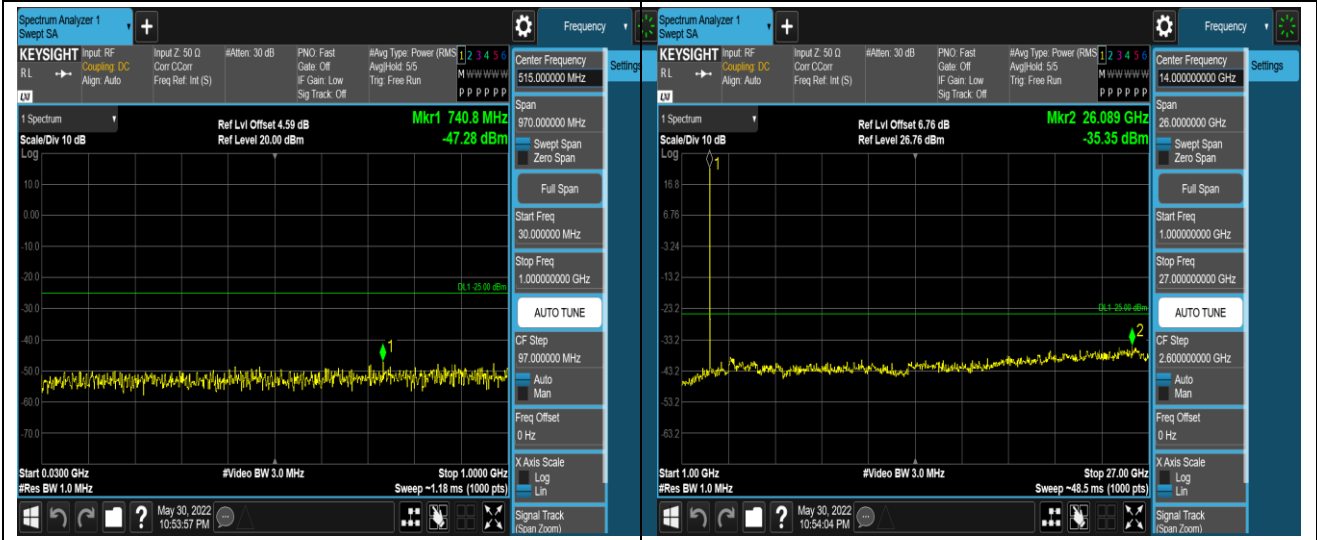 Spectrum Analyzer 1
Swept SA
+
Frequency
KEYSIGHT
RL
LXI
Input: RF
Coupling: DC
Align: Auto
Input Z: 50 Ω
Corr CCorr
Freq Ref: Int (S)
#Atten: 30 dB
PNO: Fast
Gate: Off
IF Gain: Low
Sig Track: Off
#Avg Type: Power (RMS
Avg|Hold: 5/5
Trig: Free Run
1 2 3 4 5 6
M W W W W W
P P P P P P
Center Frequency
515.000000 MHz
Settings
Span
970.000000 MHz
Swept Span
Zero Span
Full Span
Start Freq
30.000000 MHz
Stop Freq
1.000000000 GHz
AUTO TUNE
CF Step
97.000000 MHz
Auto
Man
Freq Offset
0 Hz
X Axis Scale
Log
Lin
Signal Track
(Span Zoom)
1 Spectrum
Scale/Div 10 dB
Log
Ref Lvl Offset 4.59 dB
Ref Level 20.00 dBm
Mkr1 740.8 MHz
-47.28 dBm
10.0
0.00
-10.0
-20.0
DL1 -25.00 dBm
-30.0
-40.0
1
-50.0
-60.0
-70.0
Start 0.0300 GHz
#Res BW 1.0 MHz
#Video BW 3.0 MHz
Stop 1.0000 GHz
Sweep ~1.18 ms (1000 pts)
?
May 30, 2022
10:53:57 PM
Spectrum Analyzer 1
Swept SA
+
Frequency
KEYSIGHT
RL
LXI
Input: RF
Coupling: DC
Align: Auto
Input Z: 50 Ω
Corr CCorr
Freq Ref: Int (S)
#Atten: 30 dB
PNO: Fast
Gate: Off
IF Gain: Low
Sig Track: Off
#Avg Type: Power (RMS
Avg|Hold: 5/5
Trig: Free Run
1 2 3 4 5 6
M W W W W W
P P P P P P
Center Frequency
14.000000000 GHz
Settings
Span
26.0000000 GHz
Swept Span
Zero Span
Full Span
Start Freq
1.000000000 GHz
Stop Freq
27.00000000 GHz
AUTO TUNE
CF Step
2.600000000 GHz
Auto
Man
Freq Offset
0 Hz
X Axis Scale
Log
Lin
Signal Track
(Span Zoom)
1 Spectrum
Scale/Div 10 dB
Log
Ref Lvl Offset 6.76 dB
Ref Level 26.76 dBm
Mkr2 26.089 GHz
-35.35 dBm
1
16.8
6.76
-3.24
-13.2
-23.2
DL1 -25.00 dBm
2
-33.2
-43.2
-53.2
-63.2
Start 1.00 GHz
#Res BW 1.0 MHz
#Video BW 3.0 MHz
Stop 27.00 GHz
Sweep ~48.5 ms (1000 pts)
?
May 30, 2022
10:54:04 PM